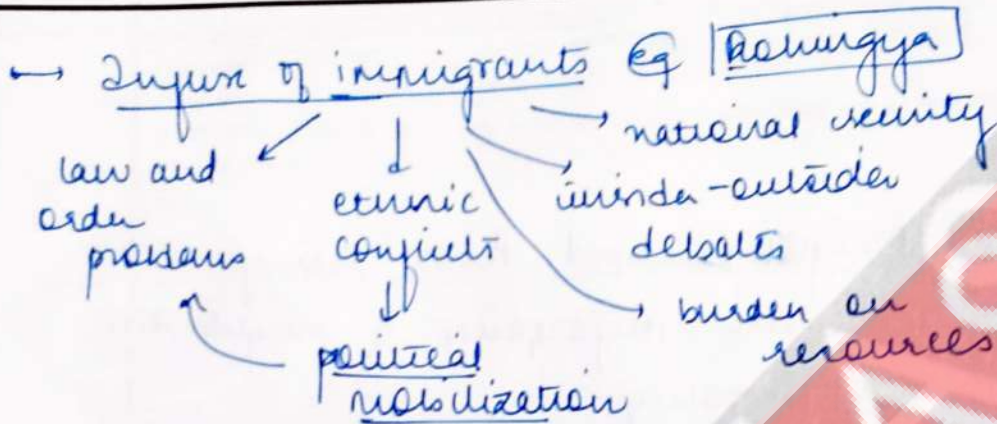 → Influx of immigrants eg Rohingya
law and order problems
ethnic conflicts
political mobilization
national security
insider-outsider debates
burden on resources